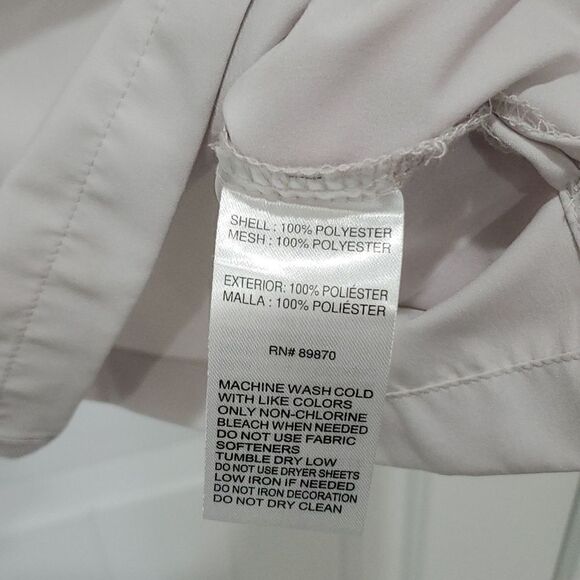 SHELL : 100% POLYESTER
MESH : 100% POLYESTER
EXTERIOR: 100% POLIÉSTER
MALLA : 100% POLIÉSTER
RN# 89870
MACHINE WASH COLD
WITH LIKE COLORS
ONLY NON-CHLORINE
BLEACH WHEN NEEDED
DO NOT USE FABRIC
SOFTENERS
TUMBLE DRY LOW
DO NOT USE DRYER SHEETS
LOW IRON IF NEEDED
DO NOT IRON DECORATION
DO NOT DRY CLEAN